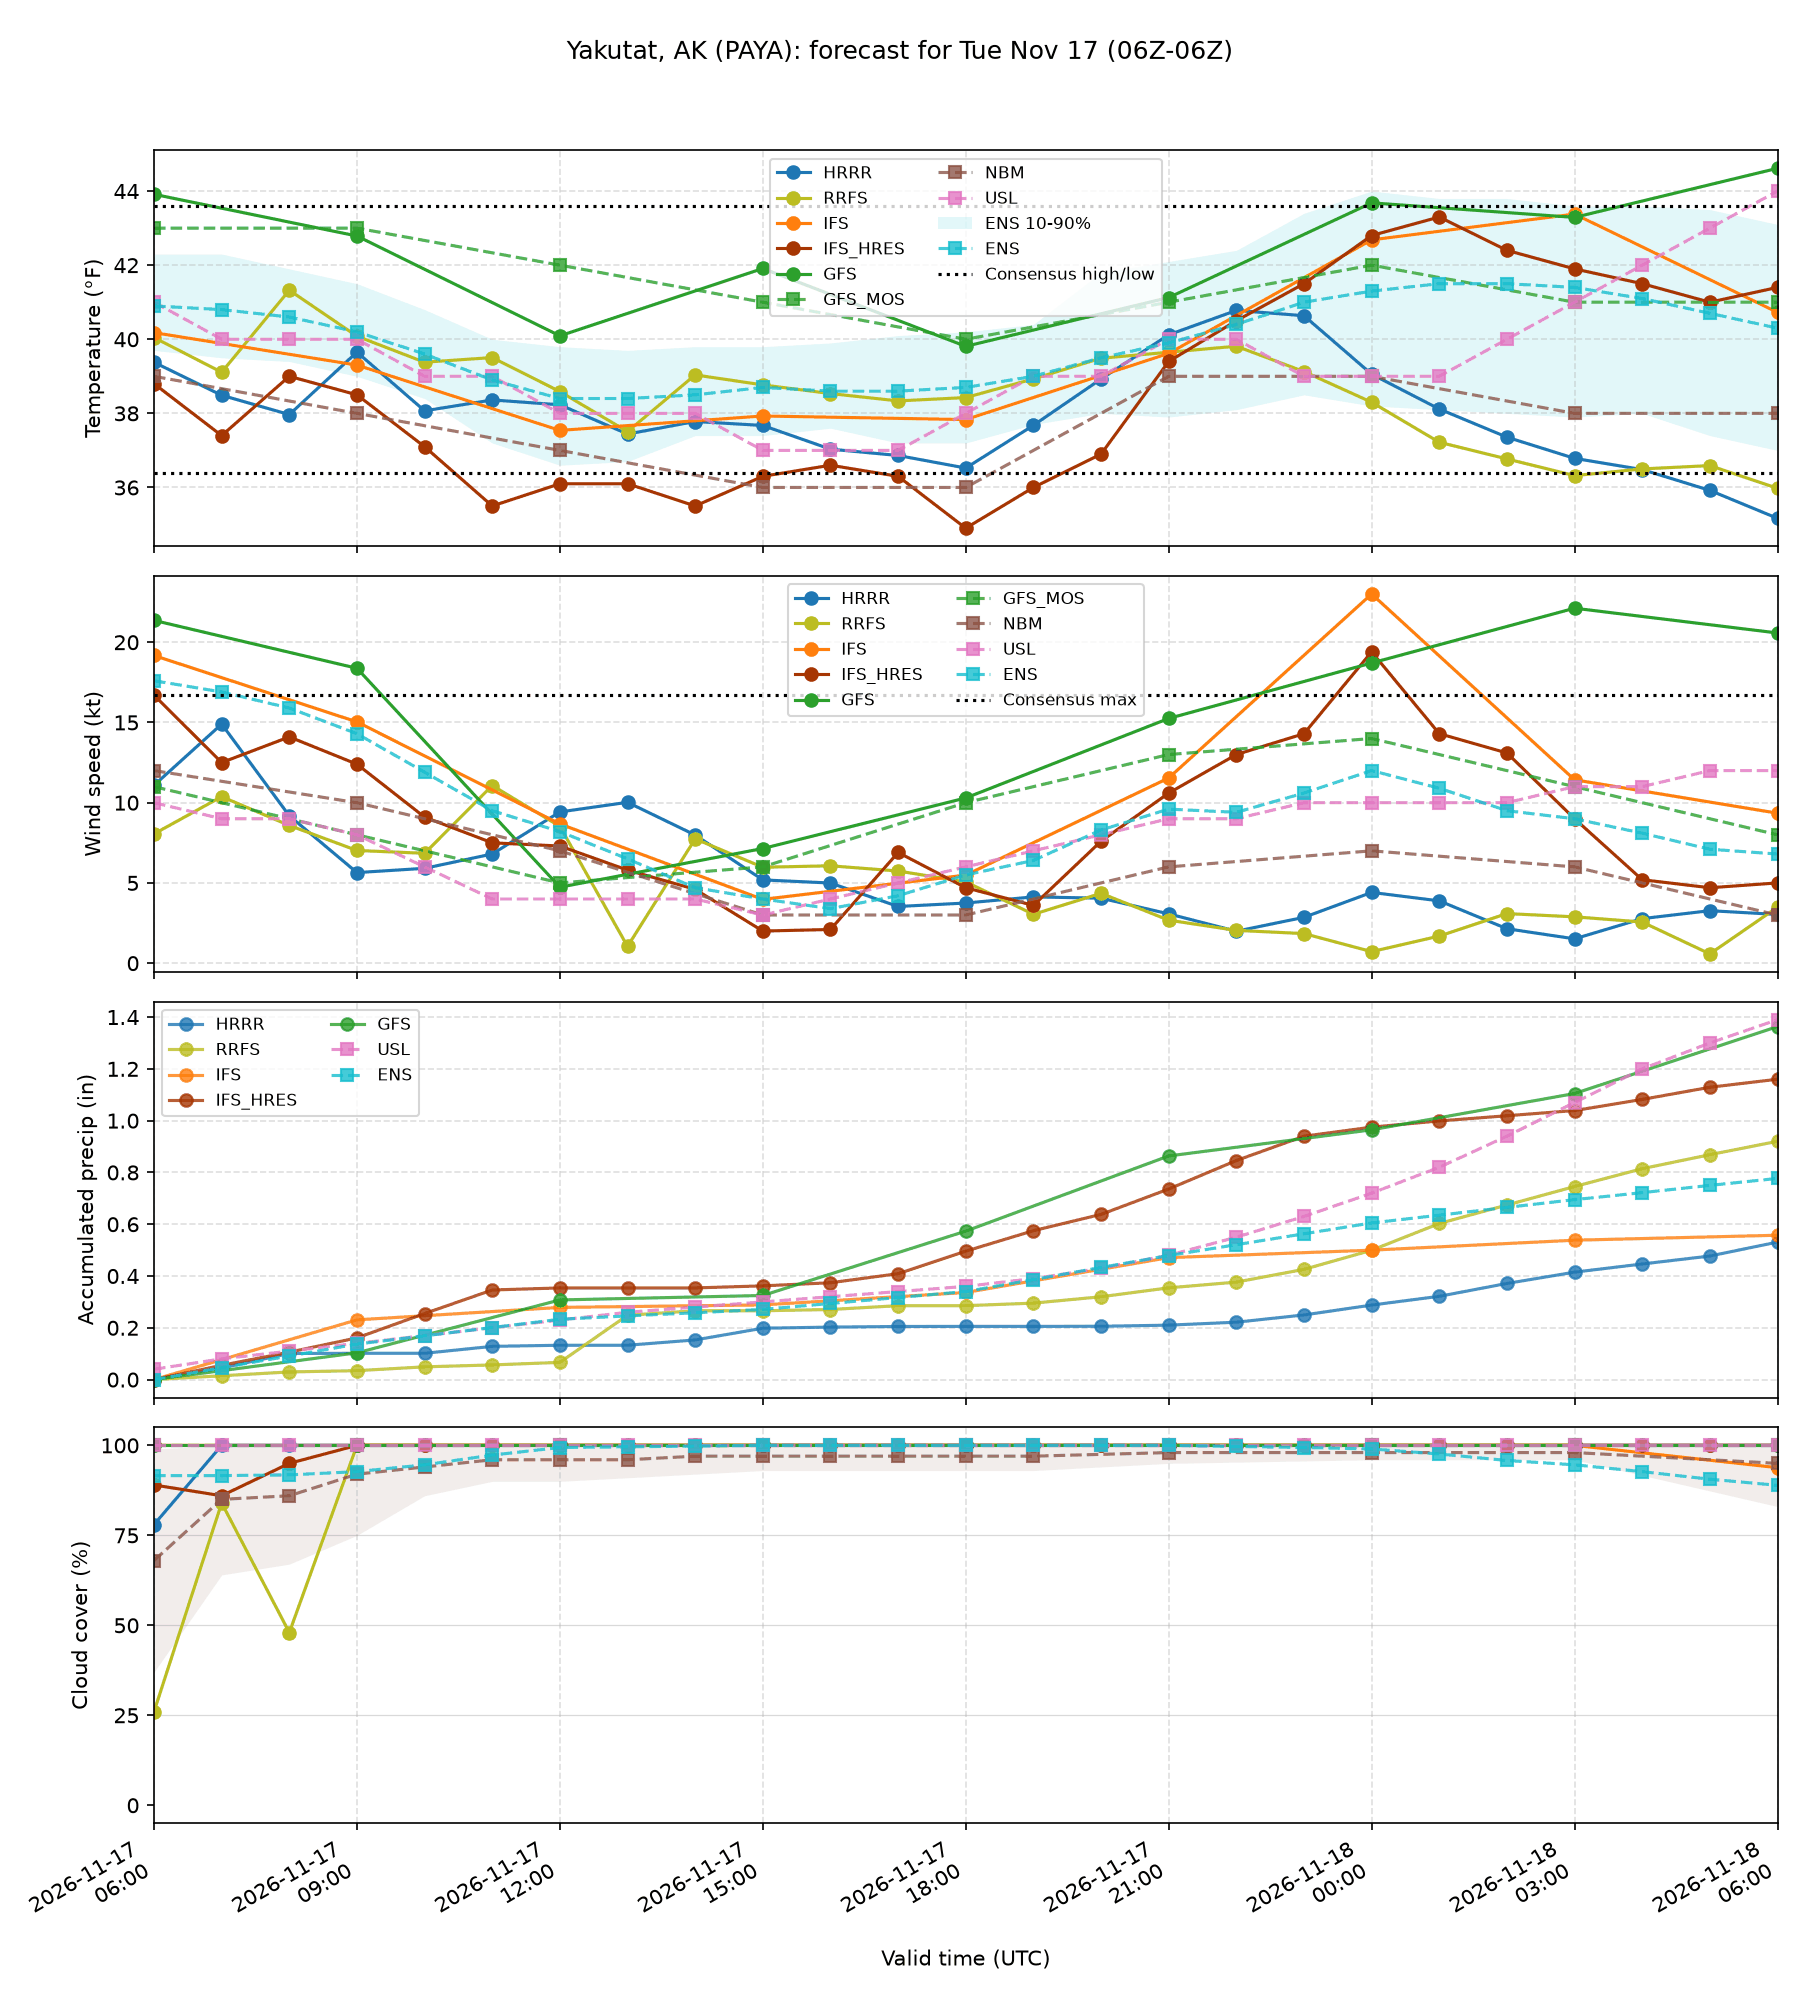 Yakutat, AK (PAYA): forecast for Tue Nov 17 (06Z-06Z)
Temperature (°F)
44
42
40
38
36
HRRR
RRFS
IFS
IFS_HRES
GFS
GFS_MOS
NBM
USL
ENS 10-90%
ENS
Consensus high/low
Wind speed (kt)
20
15
10
5
0
HRRR
RRFS
IFS
IFS_HRES
GFS
GFS_MOS
NBM
USL
ENS
Consensus max
Accumulated precip (in)
1.4
1.2
1.0
0.8
0.6
0.4
0.2
0.0
HRRR
RRFS
IFS
IFS_HRES
GFS
USL
ENS
Cloud cover (%)
100
75
50
25
0
2026-11-17
06:00
2026-11-17
09:00
2026-11-17
12:00
2026-11-17
15:00
2026-11-17
18:00
2026-11-17
21:00
2026-11-18
00:00
2026-11-18
03:00
2026-11-18
06:00
Valid time (UTC)